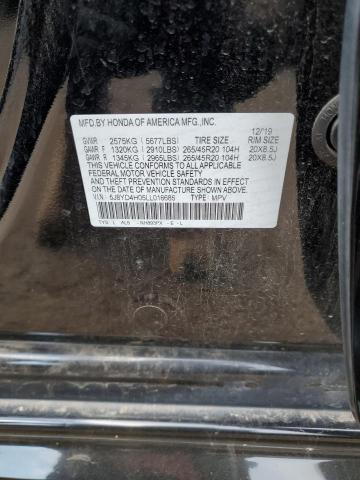 MFD.BY.HONDA OF AMERICA MFG.,INC. 12/19
GVWR 2575KG ( 5677LBS) TIRE SIZE RIM SIZE
GAWR F 1320KG ( 2910LBS) 265/45R20 104H 20X8.5J
GAWR R 1345KG ( 2965LBS) 265/45R20 104H 20X8.5J
THIS VEHICLE CONFORMS TO ALL APPLICABLE
FEDERAL MOTOR VEHICLE SAFETY, BUMPER,
AND THEFT PREVENTION STANDARDS IN EFFECT
ON THE DATE OF MANUFACTURE SHOWN ABOVE.
V.I.N: 5J8YD4H05LL016685 TYPE: MPV